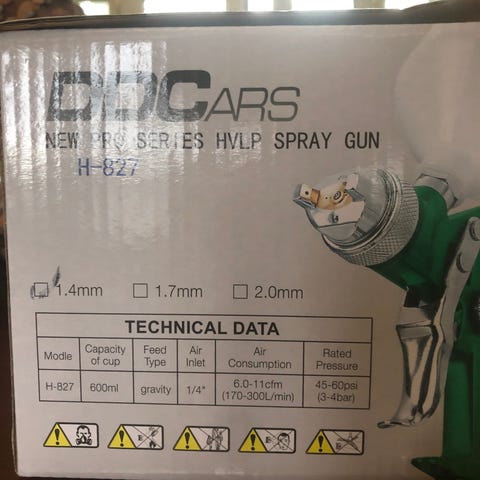 DDCARS
NEW PRO SERIES HVLP SPRAY GUN
H-827
1.4mm 1.7mm 2.0mm
TECHNICAL DATA
Modle Capacity of cup Feed Type Air Inlet Air Consumption Rated Pressure
H-827 600ml gravity 1/4" 6.0-11cfm (170-300L/min) 45-60psi (3-4bar)